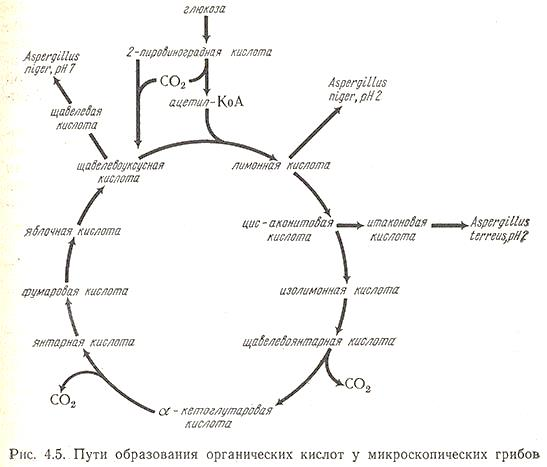 глюкоза
2-пировиноградная кислота
CO₂
ацетил-КоА
Aspergillus
niger, pH 7
щавелевая
кислота
Aspergillus
niger, pH 2
щавелевоуксусная
кислота
лимонная кислота
яблочная кислота
цис-аконитовая
кислота
итаконовая
кислота
Aspergillus
terreus, pH 2
фумаровая кислота
изолимонная кислота
янтарная кислота
щавелевоянтарная кислота
CO₂
CO₂
α-кетоглутаровая
кислота
Рис. 4.5. Пути образования органических кислот у микроскопических грибов